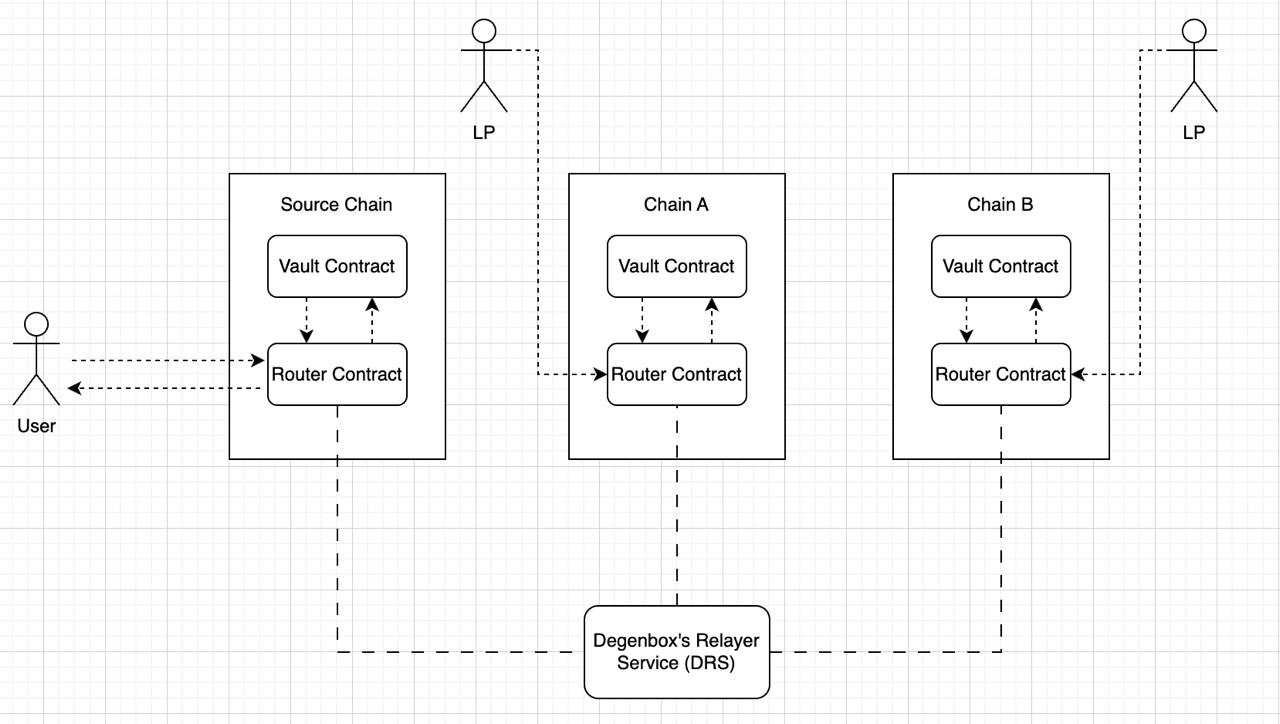 LP
LP
Source Chain
Chain A
Chain B
Vault Contract
Vault Contract
Vault Contract
Router Contract
Router Contract
Router Contract
User
Degenbox's Relayer
Service (DRS)